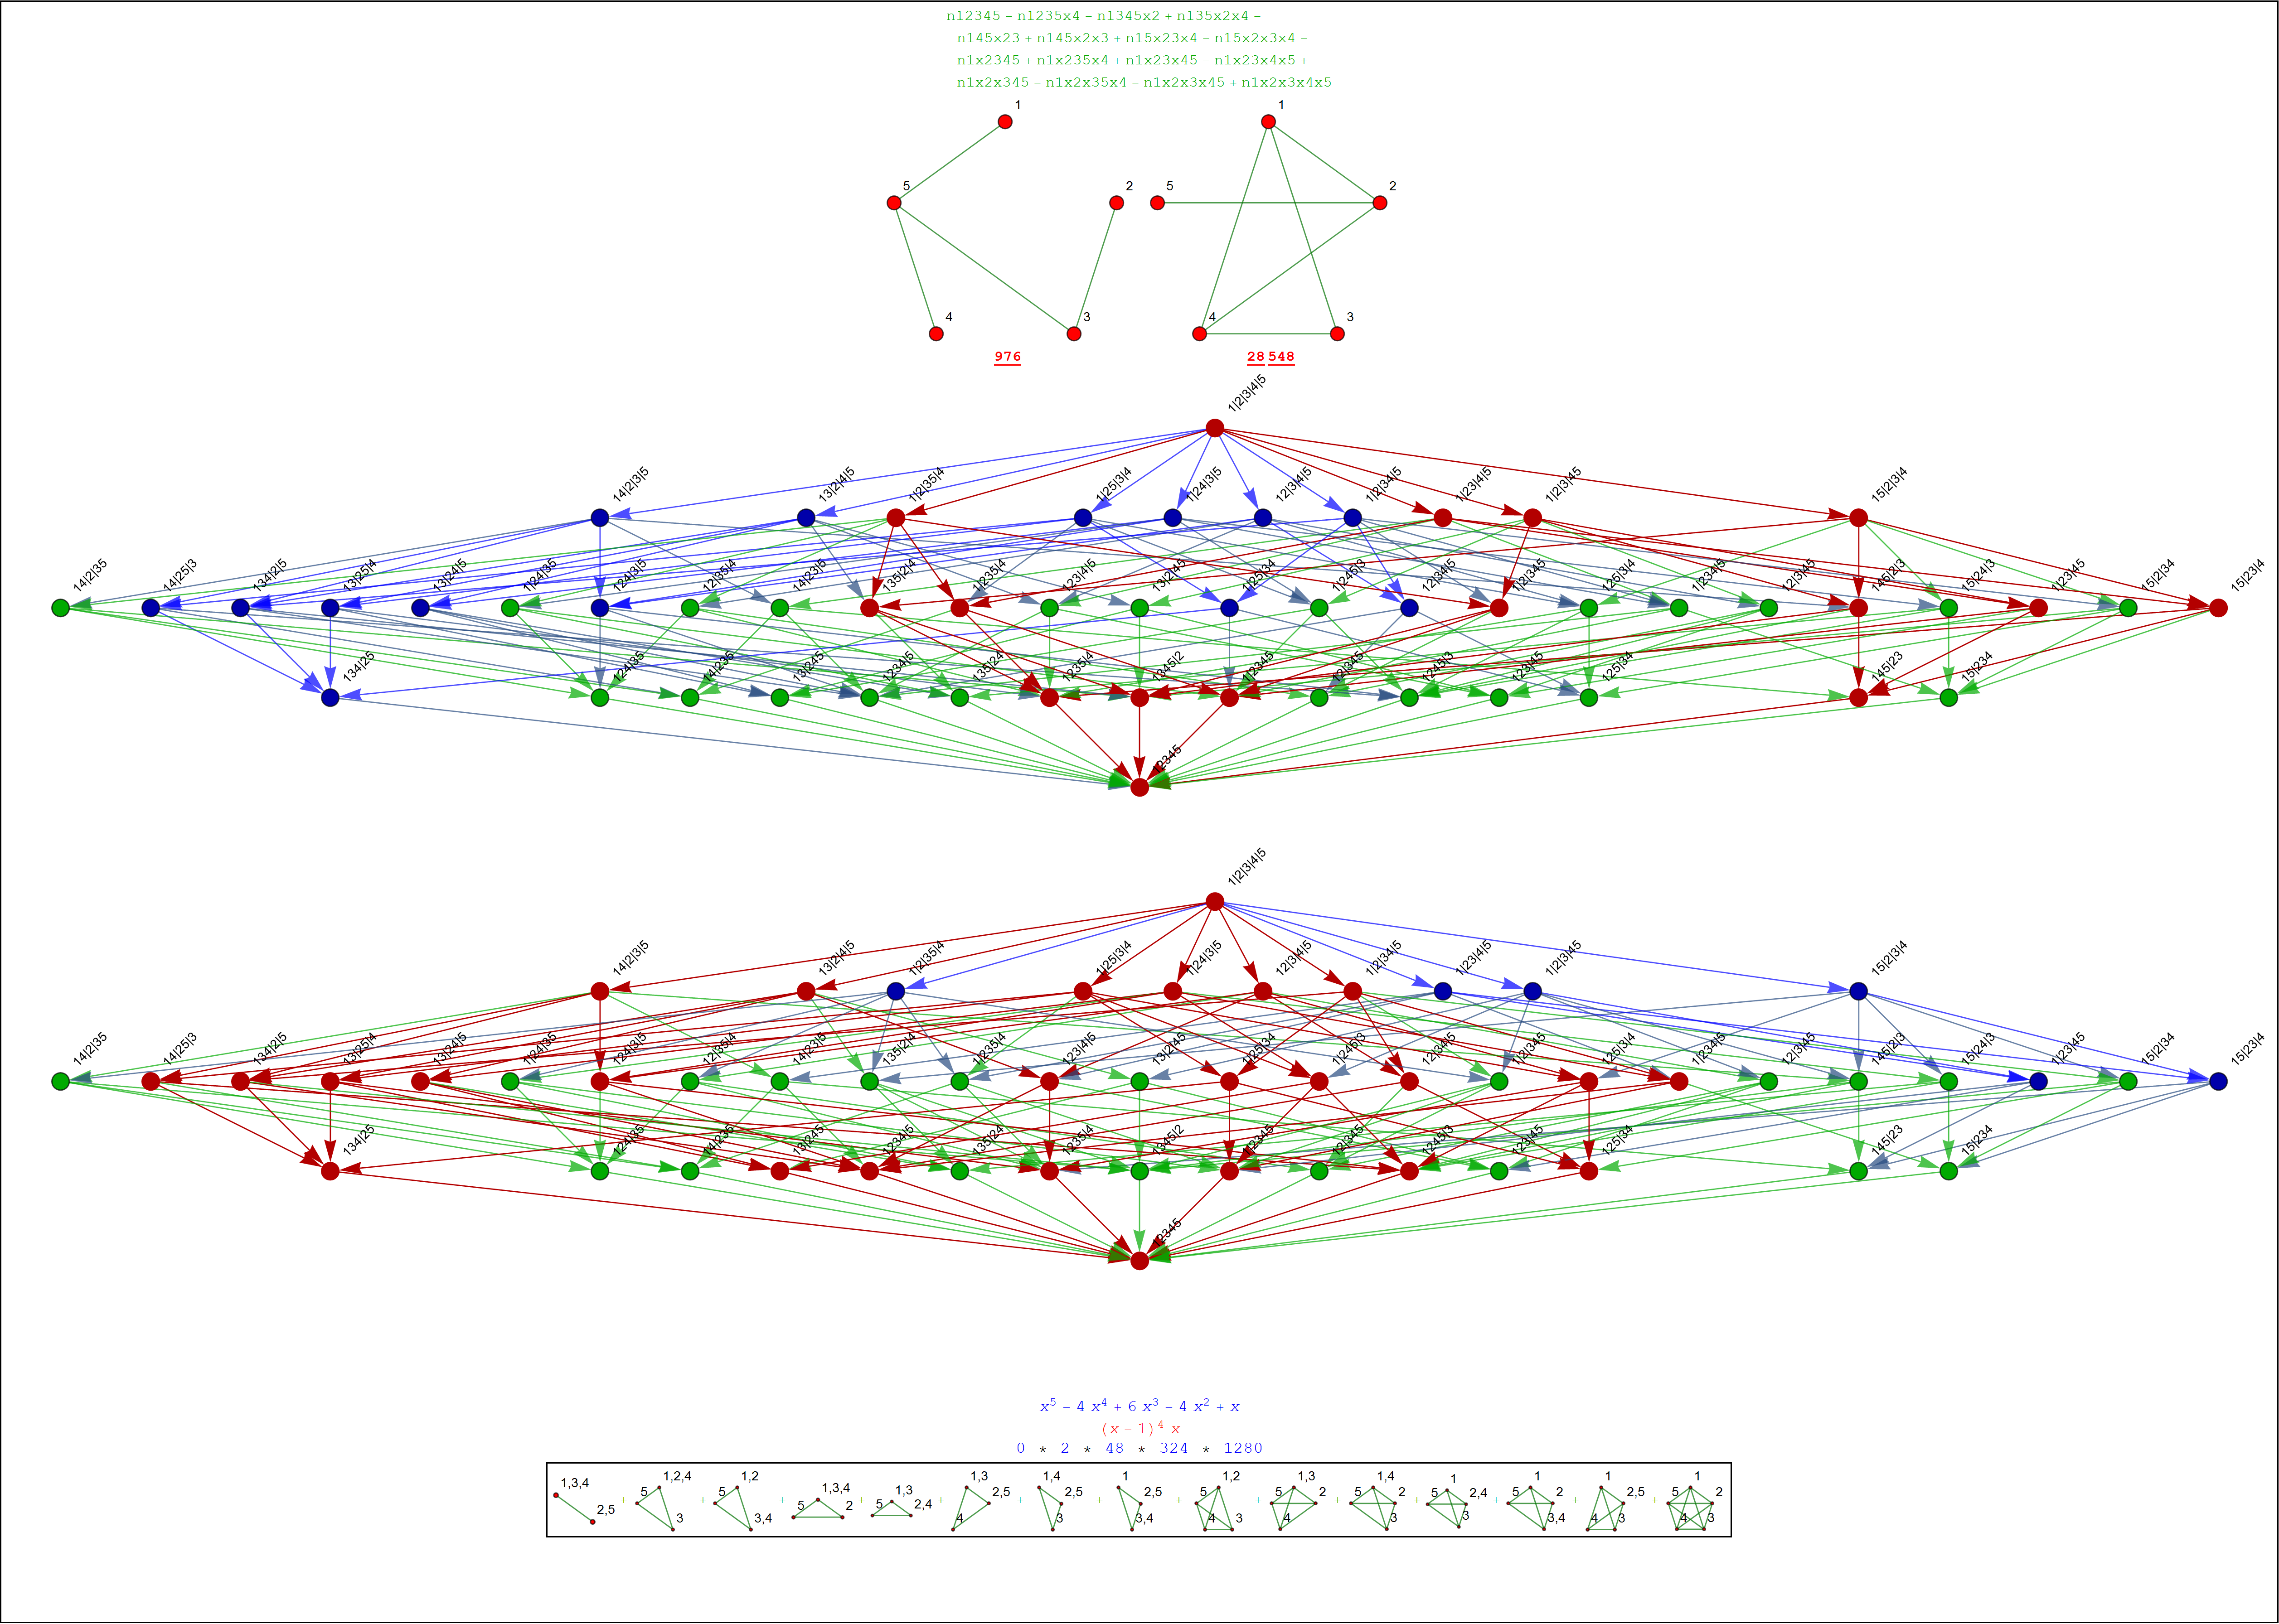 n12345 − n1235x4 − n1345x2 + n135x2x4 −
n145x23 + n145x2x3 + n15x23x4 − n15x2x3x4 −
n1x2345 + n1x235x4 + n1x23x45 − n1x23x4x5 +
n1x2x345 − n1x2x35x4 − n1x2x3x45 + n1x2x3x4x5
1 1
5 2 5 2
4 3 4 3
976 28 548
1|2|3|4|5
14|2|3|5 13|2|4|5 1|2|35|4 1|25|3|4 1|24|3|5 12|3|4|5 1|2|34|5 1|23|4|5 1|2|3|45 15|2|3|4
14|2|35 14|25|3 134|2|5 13|25|4 13|24|5 1|24|35 124|3|5 12|35|4 14|23|5 135|2|4 1|235|4 123|4|5 13|2|45 1|25|34 1|245|3 12|34|5 1|2|345 125|3|4 1|234|5 12|3|45 145|2|3 15|24|3 1|23|45 15|2|34 15|23|4
134|25 124|35 14|235 13|245 1234|5 135|24 1235|4 1345|2 1|2345 12|345 1245|3 123|45 125|34 145|23 15|234
12345
1|2|3|4|5
14|2|3|5 13|2|4|5 1|2|35|4 1|25|3|4 1|24|3|5 12|3|4|5 1|2|34|5 1|23|4|5 1|2|3|45 15|2|3|4
14|2|35 14|25|3 134|2|5 13|25|4 13|24|5 1|24|35 124|3|5 12|35|4 14|23|5 135|2|4 1|235|4 123|4|5 13|2|45 1|25|34 1|245|3 12|34|5 1|2|345 125|3|4 1|234|5 12|3|45 145|2|3 15|24|3 1|23|45 15|2|34 15|23|4
134|25 124|35 14|235 13|245 1234|5 135|24 1235|4 1345|2 1|2345 12|345 1245|3 123|45 125|34 145|23 15|234
12345
x⁵ − 4 x⁴ + 6 x³ − 4 x² + x
(x − 1)⁴ x
0 * 2 * 48 * 324 * 1280
1,3,4 2,5 + 1,2,4 5 3 + 1,2 5 3,4 + 1,3,4 5 2 + 1,3 5 2,4 + 1,3 2,5 4 + 1,4 2,5 3 + 1 2,5 3,4 + 1,2 5 4 3 + 1,3 5 2 4 + 1,4 5 2 3 + 1 5 2,4 3 + 1 5 2 3,4 + 1 2,5 4 3 + 1 5 2 4 3